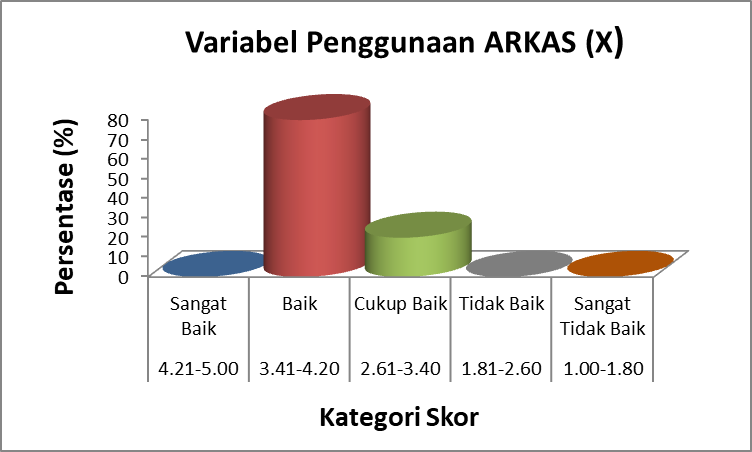 Variabel Penggunaan ARKAS (X)
Persentase (%)
80
70
60
50
40
30
20
10
0
Sangat Baik
Baik
Cukup Baik
Tidak Baik
Sangat Tidak Baik
4.21-5.00
3.41-4.20
2.61-3.40
1.81-2.60
1.00-1.80
Kategori Skor